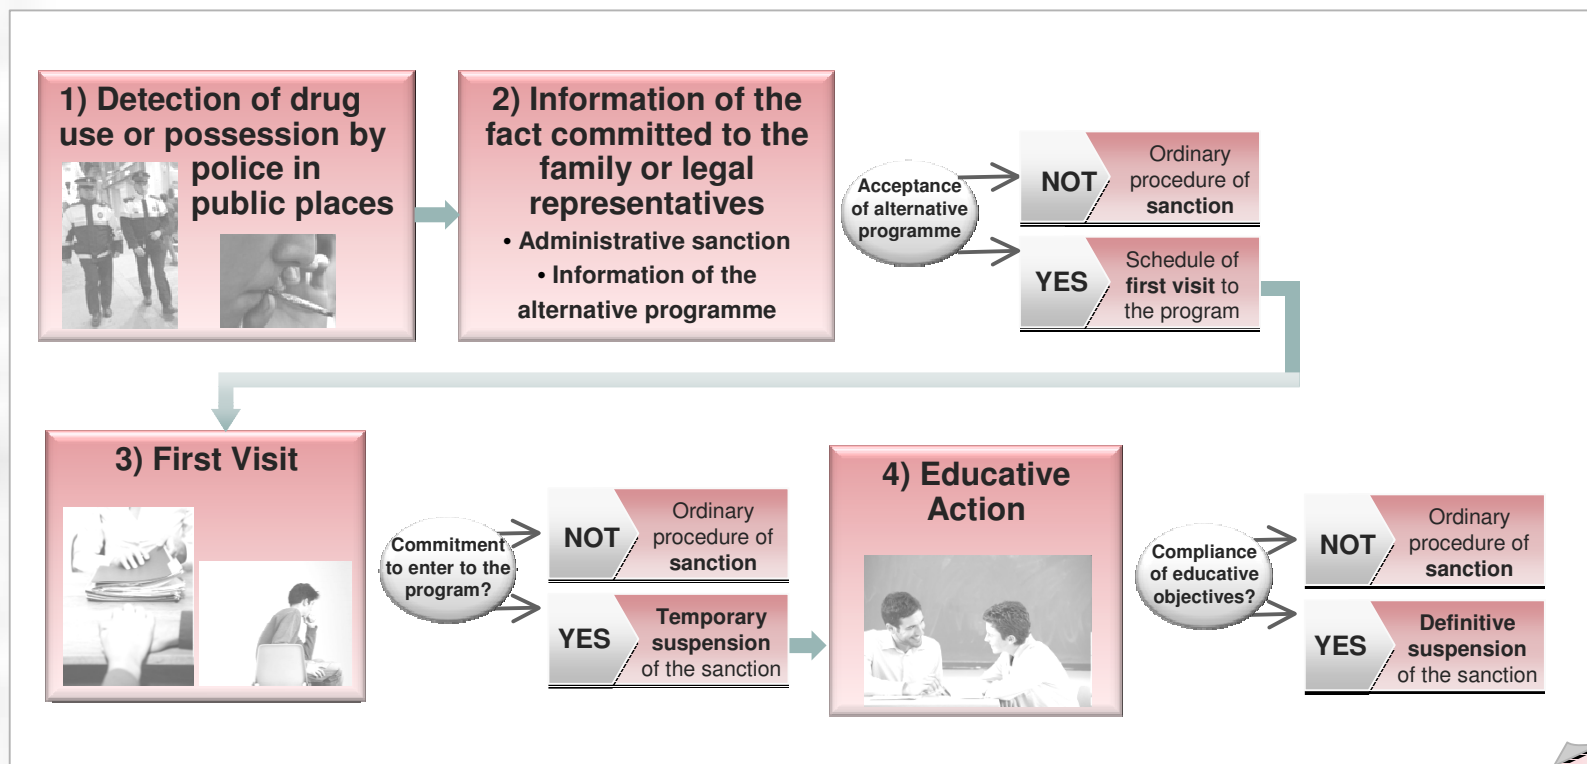 1) Detection of drug
use or possession by
police in
public places
2) Information of the
fact committed to the
family or legal
representatives
• Administrative sanction
• Information of the
alternative programme
Acceptance
of alternative
programme
NOT
Ordinary
procedure of
sanction
YES
Schedule of
first visit to
the program
3) First Visit
Commitment
to enter to the
program?
NOT
Ordinary
procedure of
sanction
YES
Temporary
suspension
of the sanction
4) Educative
Action
Compliance
of educative
objectives?
NOT
Ordinary
procedure of
sanction
YES
Definitive
suspension
of the sanction